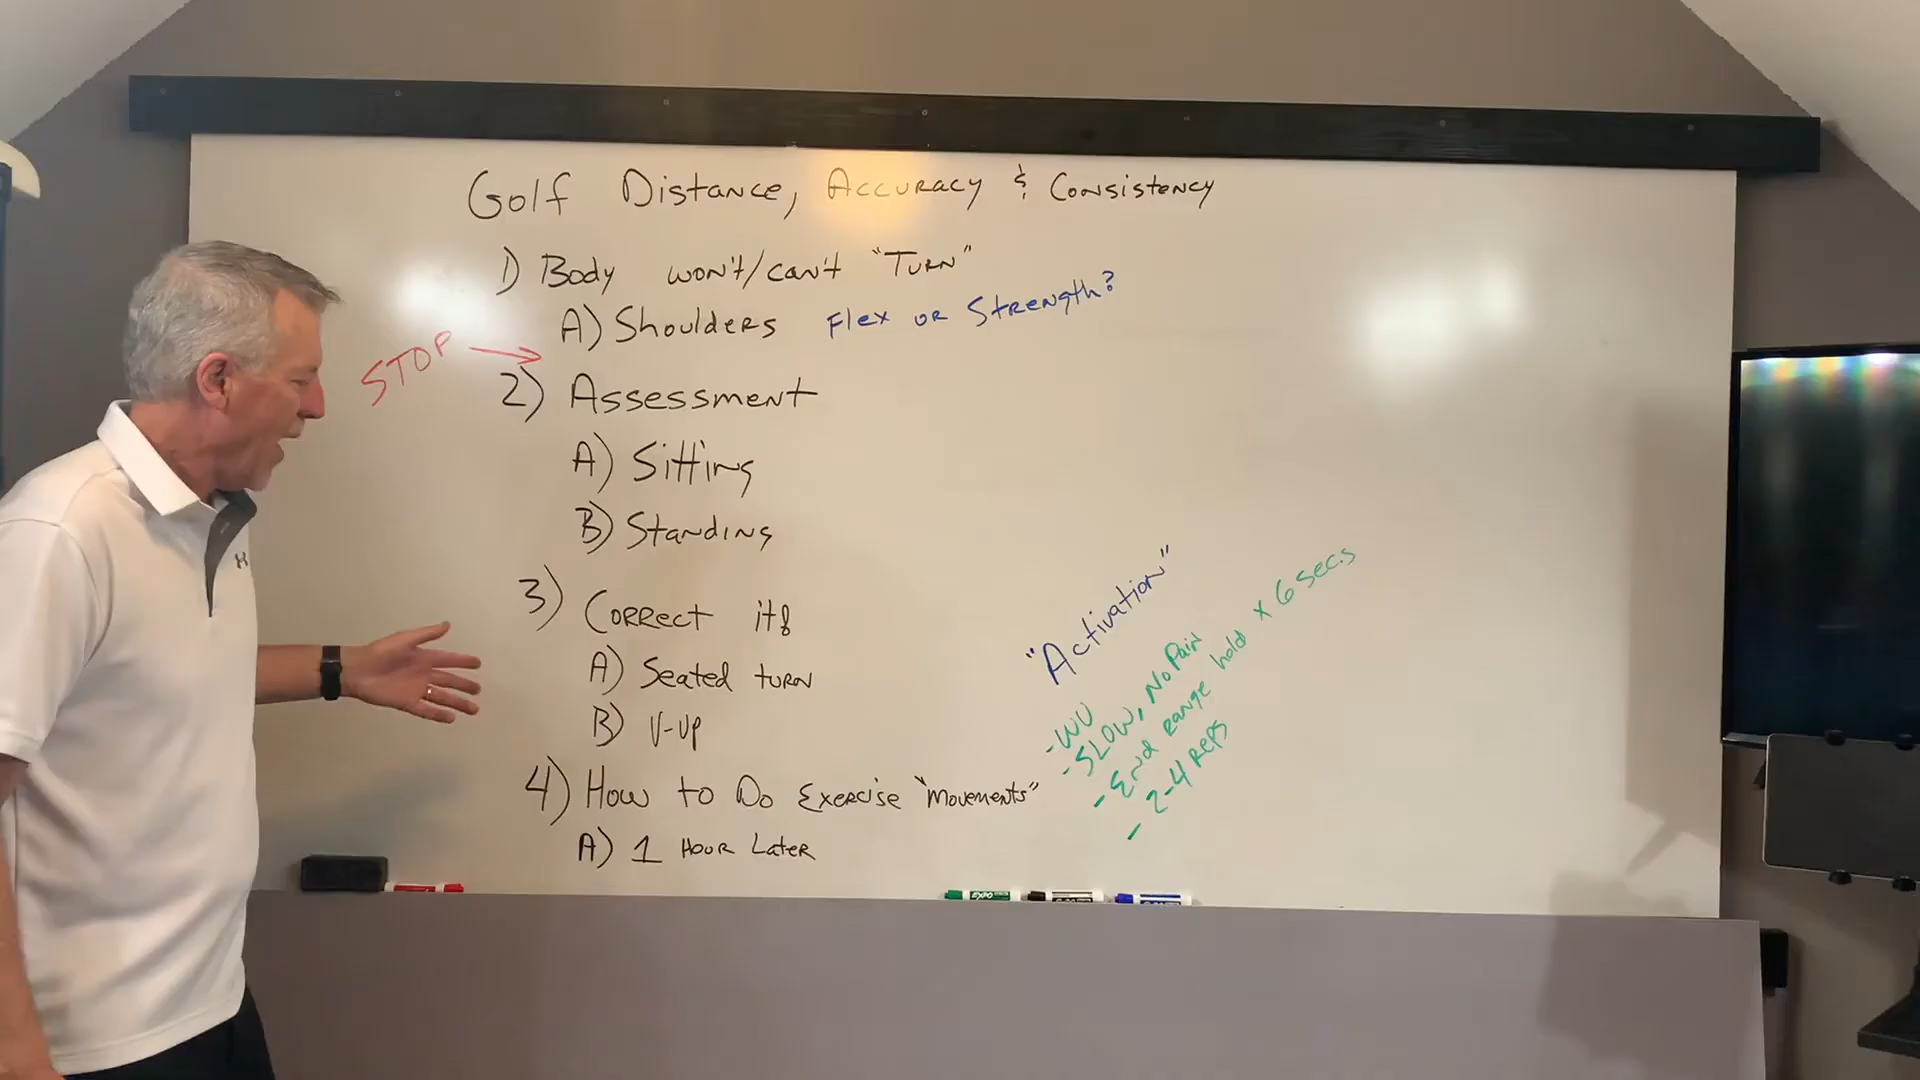 Golf Distance, Accuracy & Consistency
1) Body won't/can't "Turn"
A) Shoulders Flex or Strength?
STOP →
2) Assessment
A) Sitting
B) Standing
3) Correct it!
A) Seated turn
B) V-up
4) How to Do Exercise "Movements"
A) 1 Hour Later
"Activation"
- WU
- SLOW, No Pain
- End range hold x 6 secs
- 2-4 Reps
EXPO